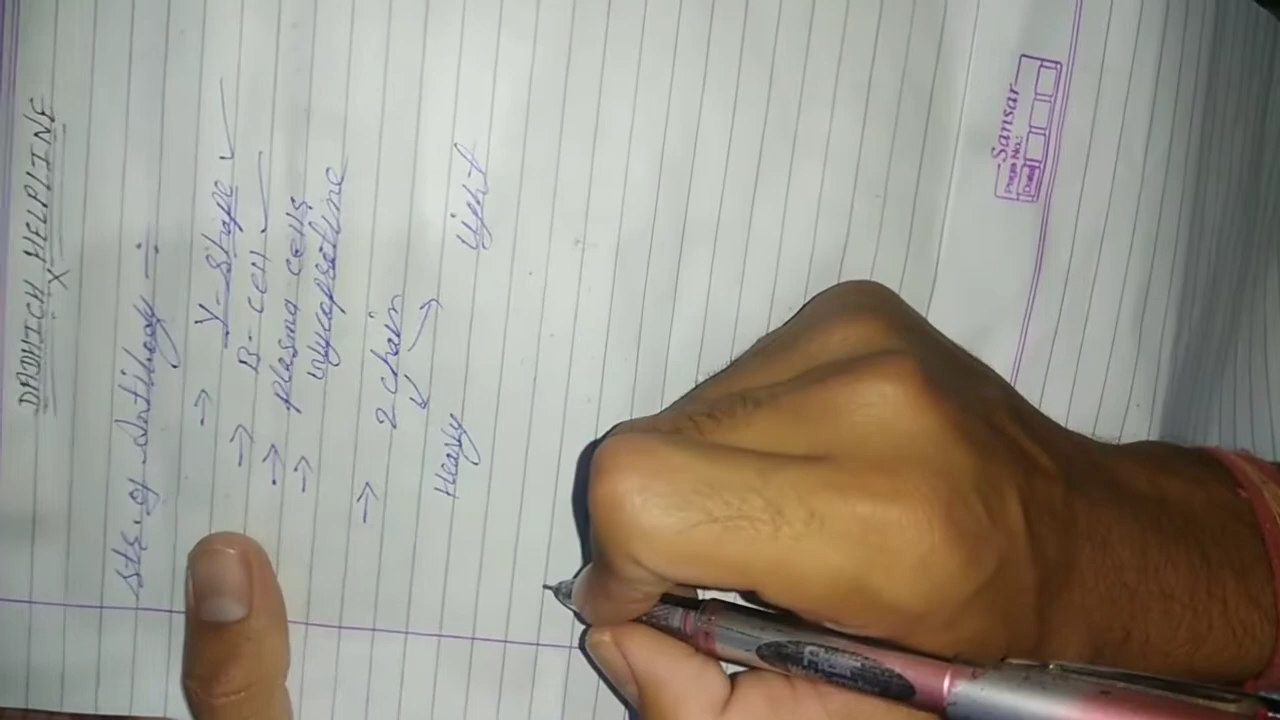 DADHICH HELPLINE
x
Str. of Antibody ÷
→ Y-Shape ✓
→ B-cell ✓
→ plasma cells
→ Glycoprotine
→ 2 chain
Heavy Light
Sansar
Page No.:
Date